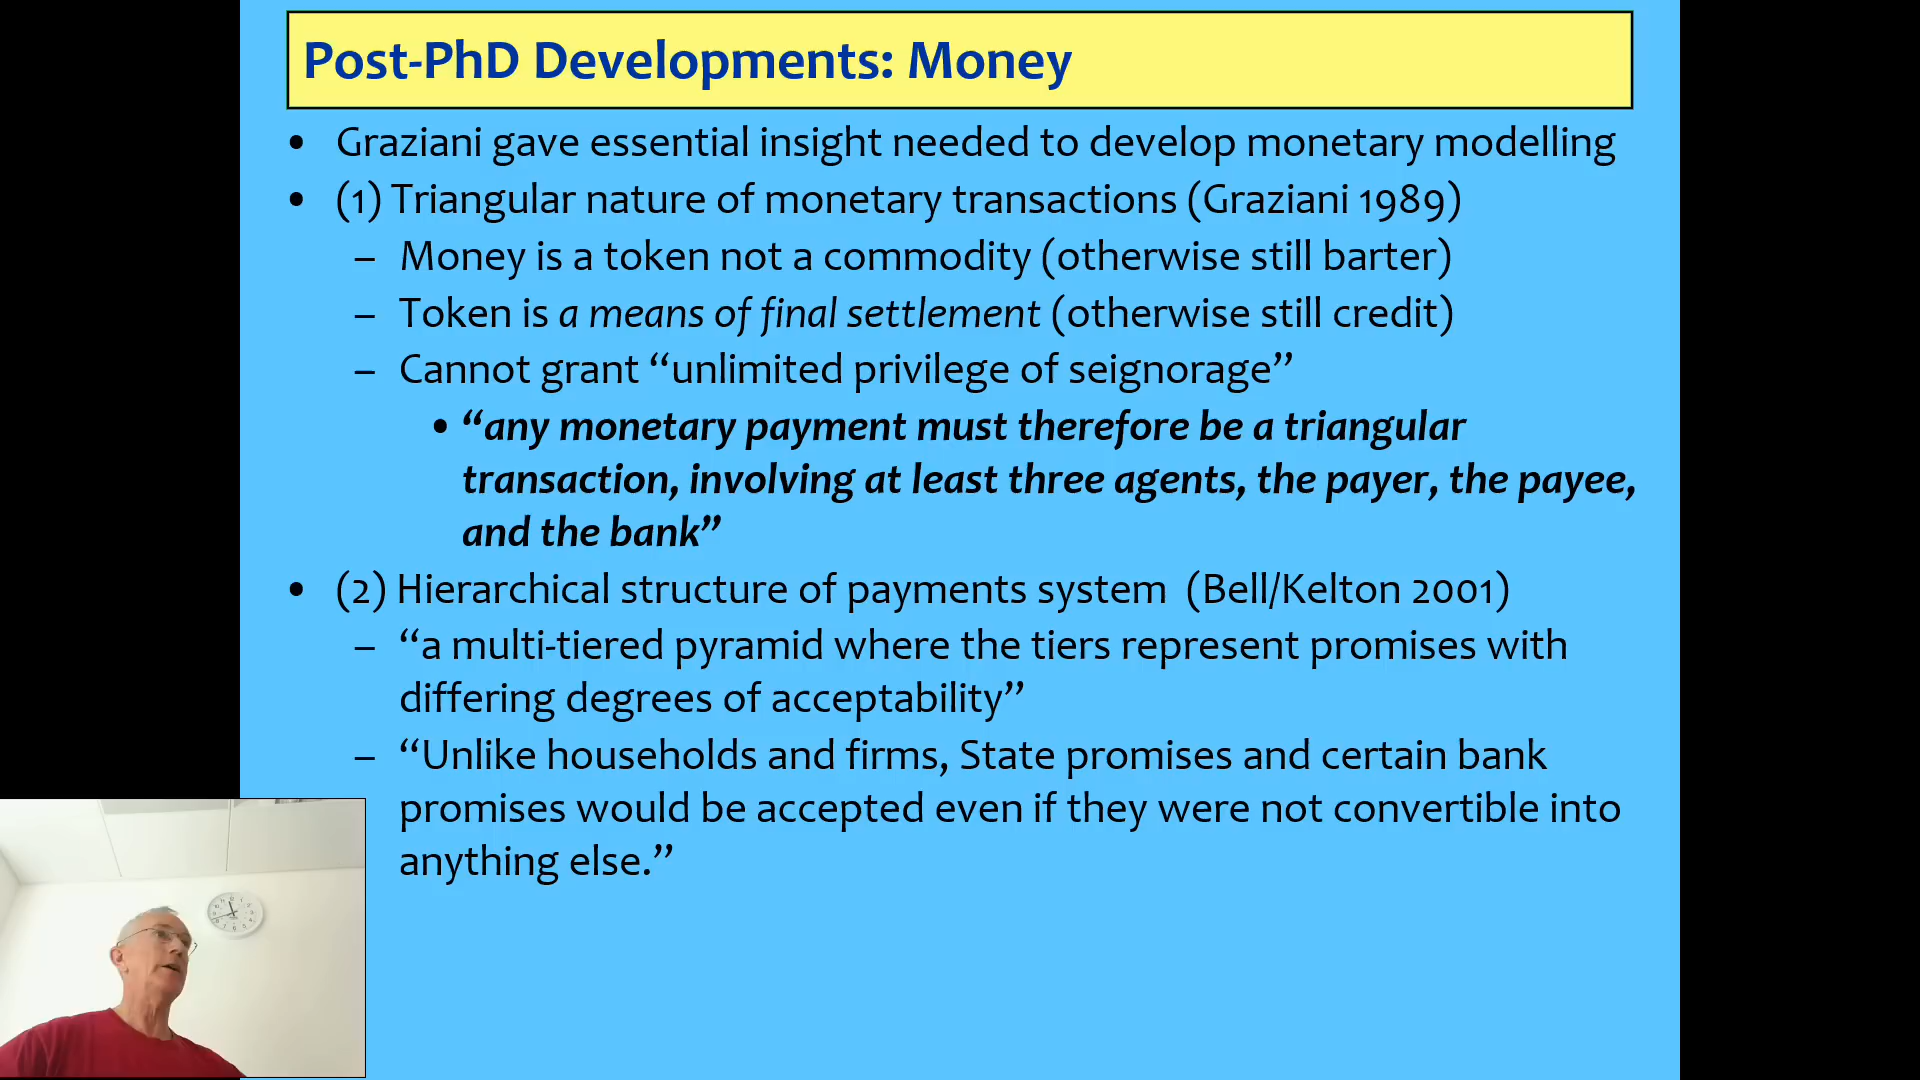 Post-PhD Developments: Money
• Graziani gave essential insight needed to develop monetary modelling
• (1) Triangular nature of monetary transactions (Graziani 1989)
– Money is a token not a commodity (otherwise still barter)
– Token is a means of final settlement (otherwise still credit)
– Cannot grant “unlimited privilege of seignorage”
• “any monetary payment must therefore be a triangular
transaction, involving at least three agents, the payer, the payee,
and the bank”
• (2) Hierarchical structure of payments system (Bell/Kelton 2001)
– “a multi-tiered pyramid where the tiers represent promises with
differing degrees of acceptability”
– “Unlike households and firms, State promises and certain bank
promises would be accepted even if they were not convertible into
anything else.”